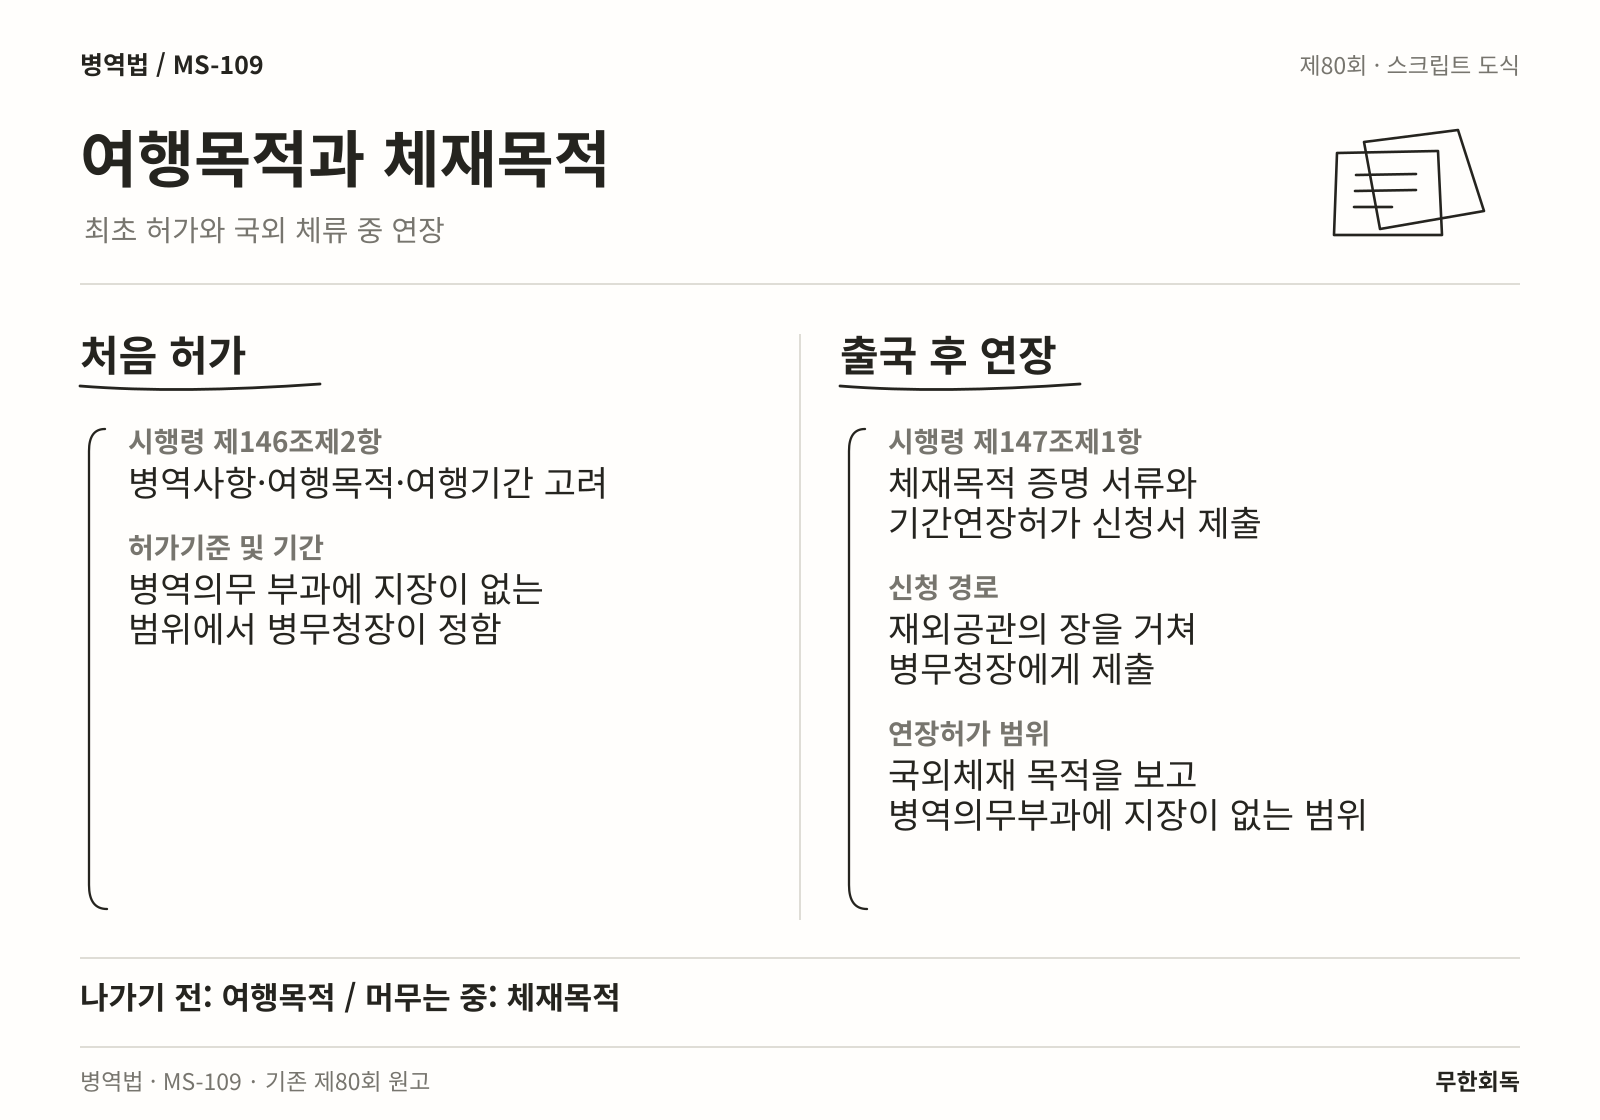 병역법 / MS-109
제80회 · 스크립트 도식
여행목적과 체재목적
최초 허가와 국외 체류 중 연장
처음 허가
시행령 제146조제2항
병역사항·여행목적·여행기간 고려
허가기준 및 기간
병역의무 부과에 지장이 없는
범위에서 병무청장이 정함
출국 후 연장
시행령 제147조제1항
체재목적 증명 서류와
기간연장허가 신청서 제출
신청 경로
재외공관의 장을 거쳐
병무청장에게 제출
연장허가 범위
국외체재 목적을 보고
병역의무부과에 지장이 없는 범위
나가기 전: 여행목적 / 머무는 중: 체재목적
병역법 · MS-109 · 기존 제80회 원고
무한회독